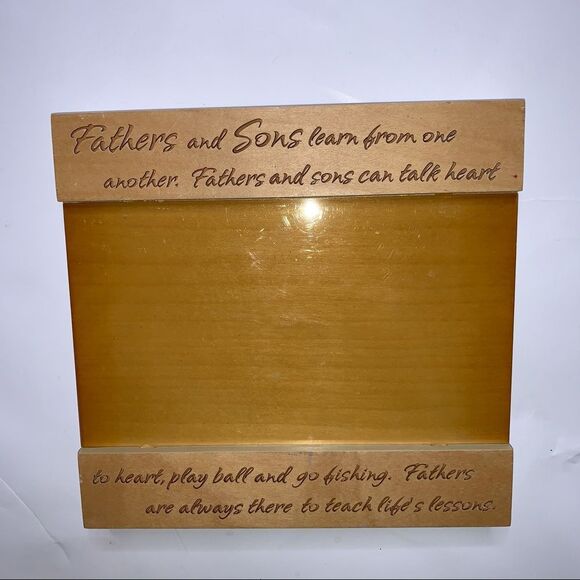 Fathers and Sons learn from one
another. Fathers and sons can talk heart
to heart, play ball and go fishing. Fathers
are always there to teach life's lessons.